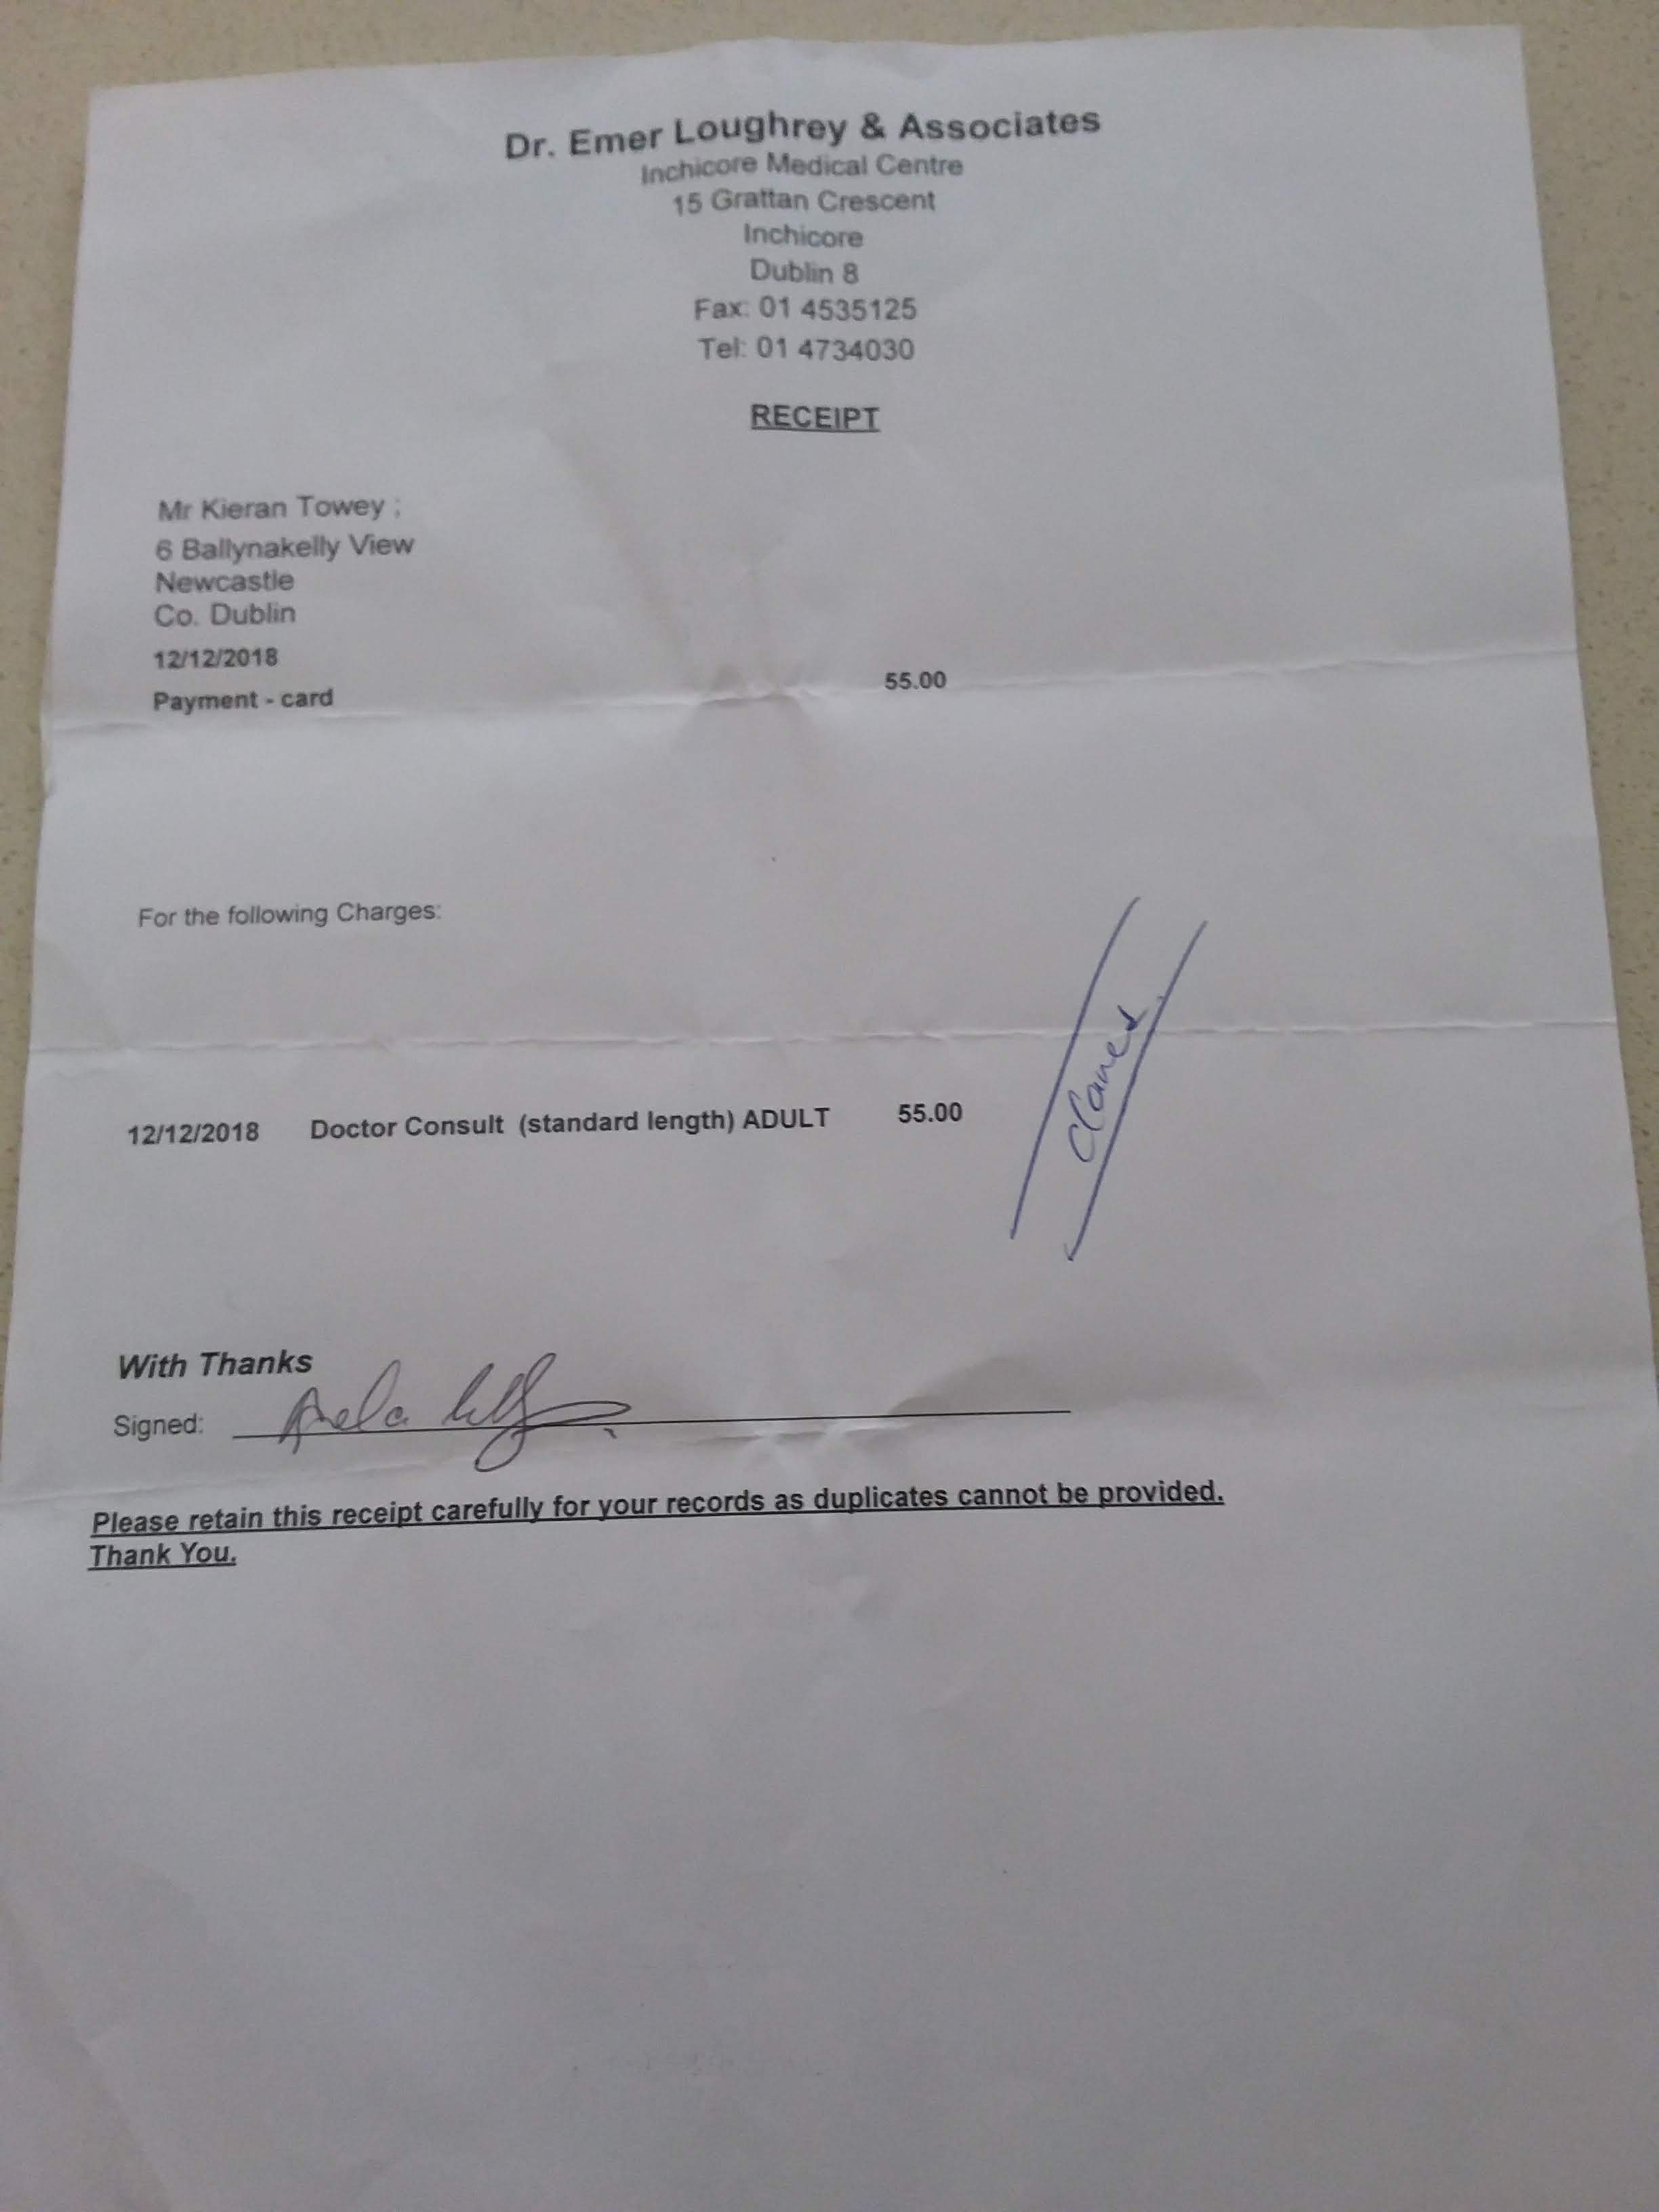 Dr. Emer Loughrey & Associates
Inchicore Medical Centre
15 Grattan Crescent
Inchicore
Dublin 8
Fax: 01 4535125
Tel: 01 4734030
RECEIPT
Mr Kieran Towey ;
6 Ballynakelly View
Newcastle
Co. Dublin
12/12/2018
Payment - card 55.00
For the following Charges:
12/12/2018 Doctor Consult (standard length) ADULT 55.00
With Thanks
Signed:
Please retain this receipt carefully for your records as duplicates cannot be provided.
Thank You.